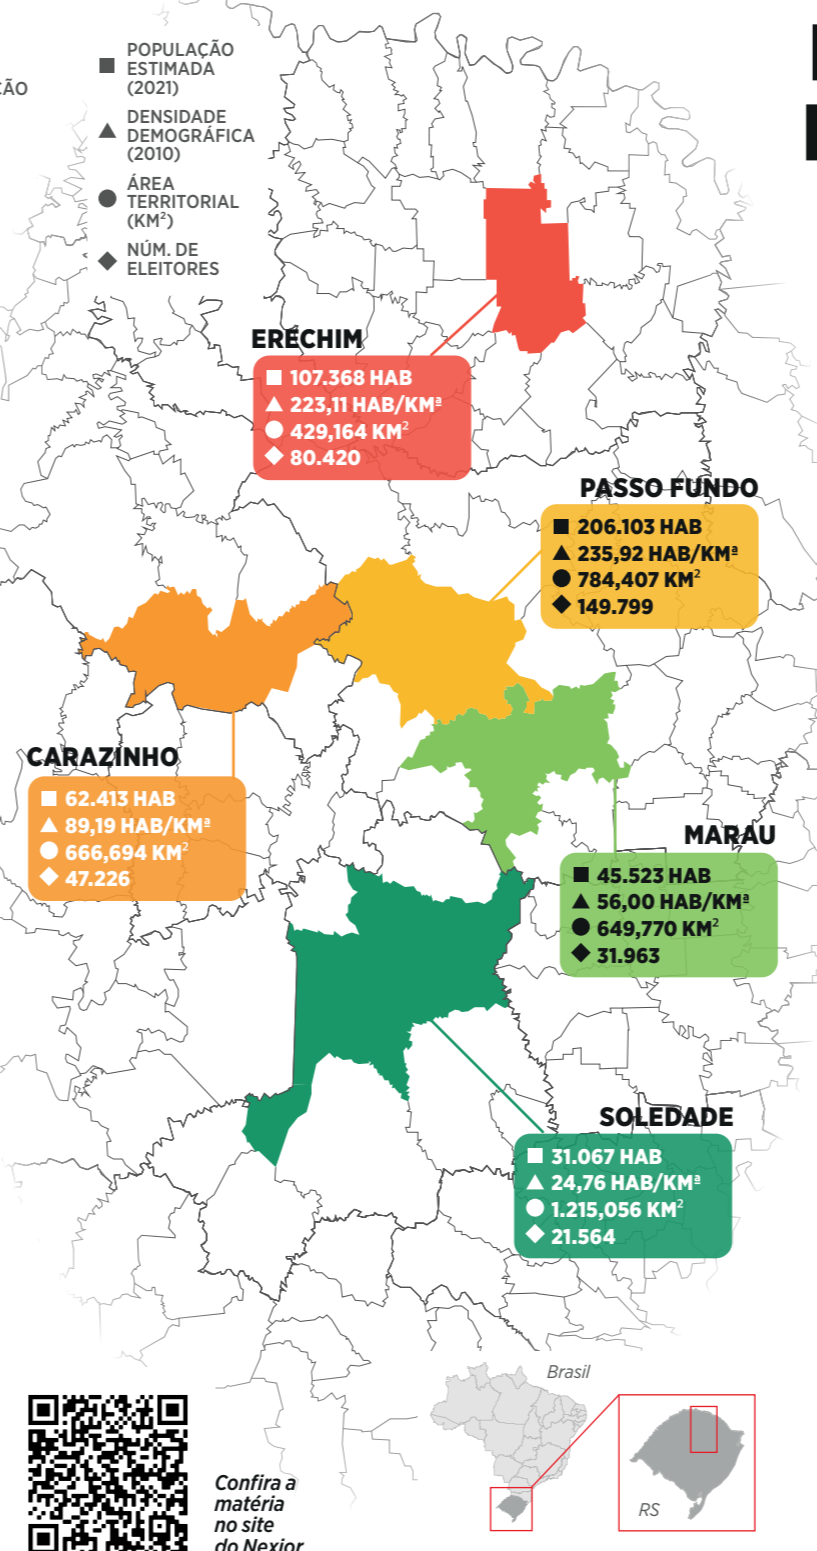 ÇÃO
■ POPULAÇÃO
ESTIMADA
(2021)
▲ DENSIDADE
DEMOGRÁFICA
(2010)
● ÁREA
TERRITORIAL
(KM²)
◆ NÚM. DE
ELEITORES
ERECHIM
■ 107.368 HAB
▲ 223,11 HAB/KMª
● 429,164 KM²
◆ 80.420
PASSO FUNDO
■ 206.103 HAB
▲ 235,92 HAB/KMª
● 784,407 KM²
◆ 149.799
CARAZINHO
■ 62.413 HAB
▲ 89,19 HAB/KMª
● 666,694 KM²
◆ 47.226
MARAU
■ 45.523 HAB
▲ 56,00 HAB/KMª
● 649,770 KM²
◆ 31.963
SOLEDADE
■ 31.067 HAB
▲ 24,76 HAB/KMª
● 1.215,056 KM²
◆ 21.564
Brasil
RS
Confira a
matéria
no site
do Nexjor